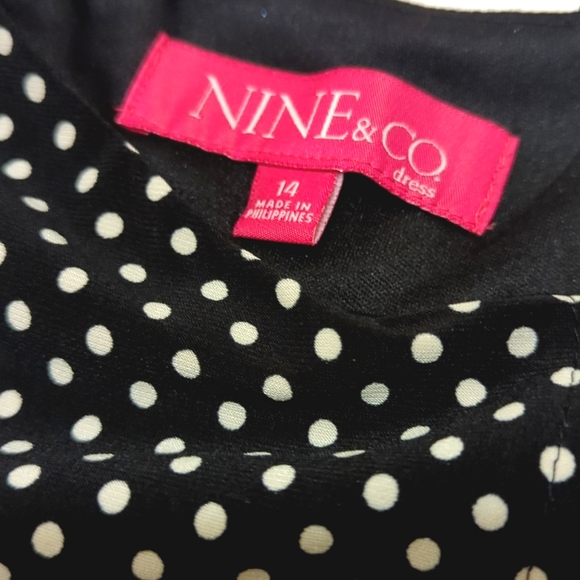 NINE & CO.
dress
14
MADE IN
PHILIPPINES